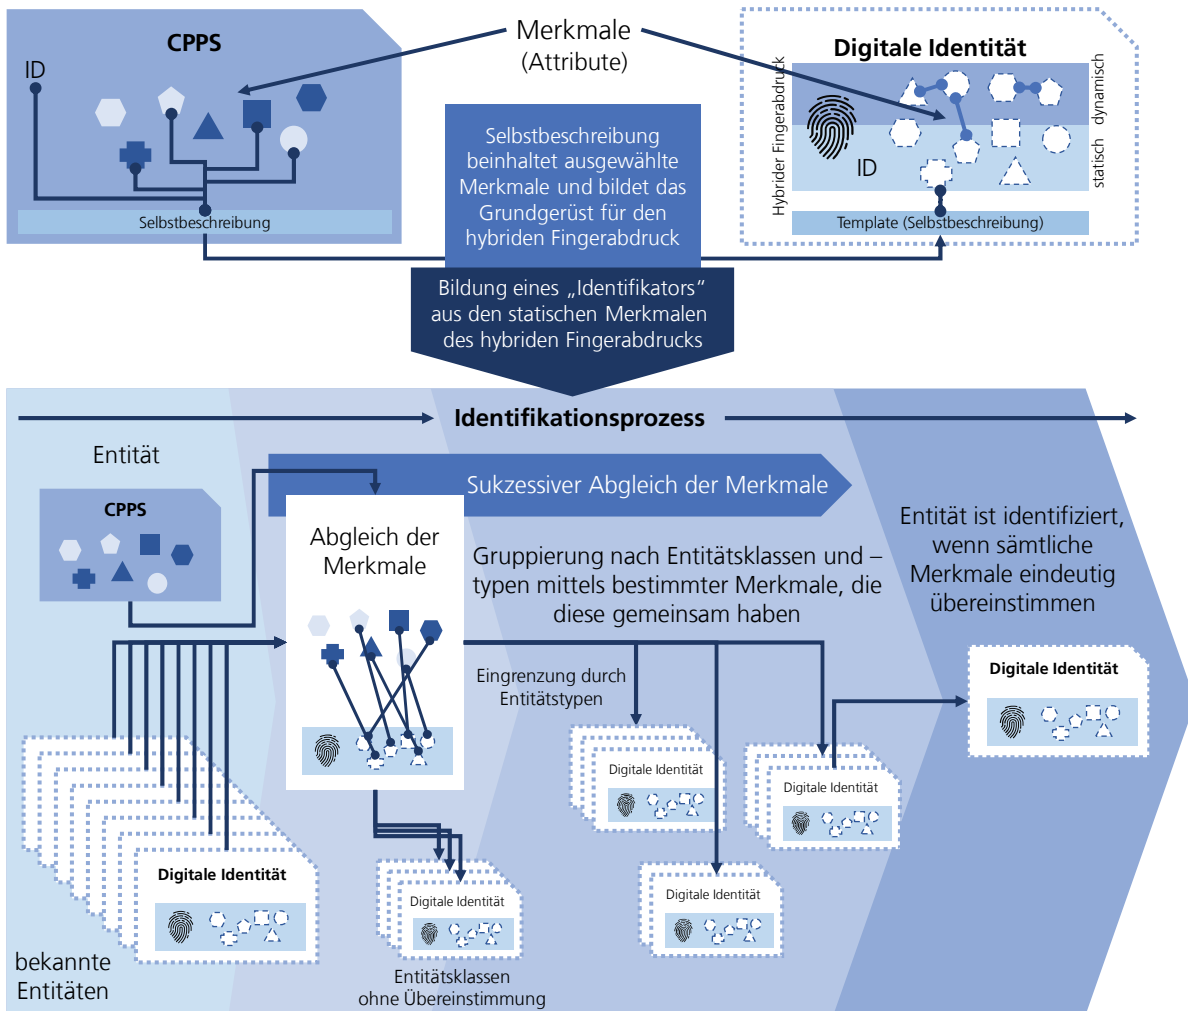 CPPS
ID
Selbstbeschreibung
Merkmale
(Attribute)
Selbstbeschreibung
beinhaltet ausgewählte
Merkmale und bildet das
Grundgerüst für den
hybriden Fingerabdruck
Bildung eines „Identifikators“
aus den statischen Merkmalen
des hybriden Fingerabdrucks
Digitale Identität
Hybrider Fingerabdruck
dynamisch
statisch
ID
Template (Selbstbeschreibung)
Identifikationsprozess
Entität
CPPS
Sukzessiver Abgleich der Merkmale
Abgleich der
Merkmale
Gruppierung nach Entitätsklassen und –
typen mittels bestimmter Merkmale, die
diese gemeinsam haben
Entität ist identifiziert,
wenn sämtliche
Merkmale eindeutig
übereinstimmen
Eingrenzung durch
Entitätstypen
Digitale Identität
Digitale Identität
Digitale Identität
Digitale Identität
Digitale Identität
Digitale Identität
bekannte
Entitäten
Entitätsklassen
ohne Übereinstimmung